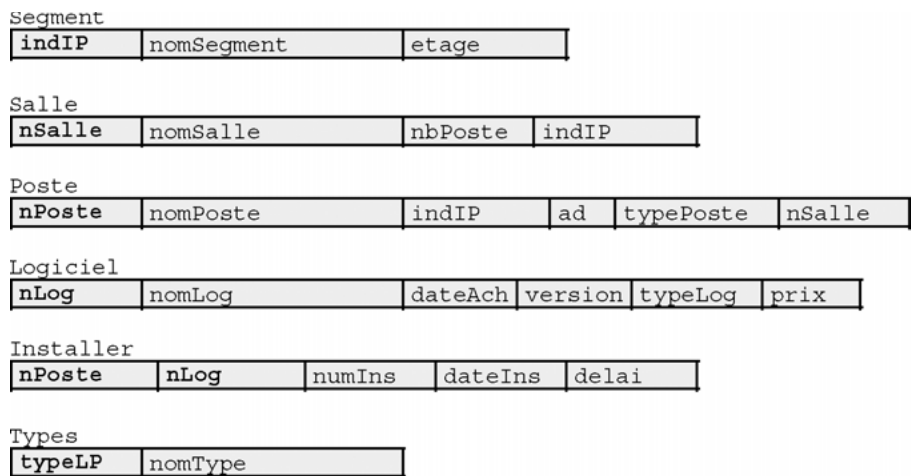 Segment
indIP nomSegment etage
Salle
nSalle nomSalle nbPoste indIP
Poste
nPoste nomPoste indIP ad typePoste nSalle
Logiciel
nLog nomLog dateAch version typeLog prix
Installer
nPoste nLog numIns dateIns delai
Types
typeLP nomType